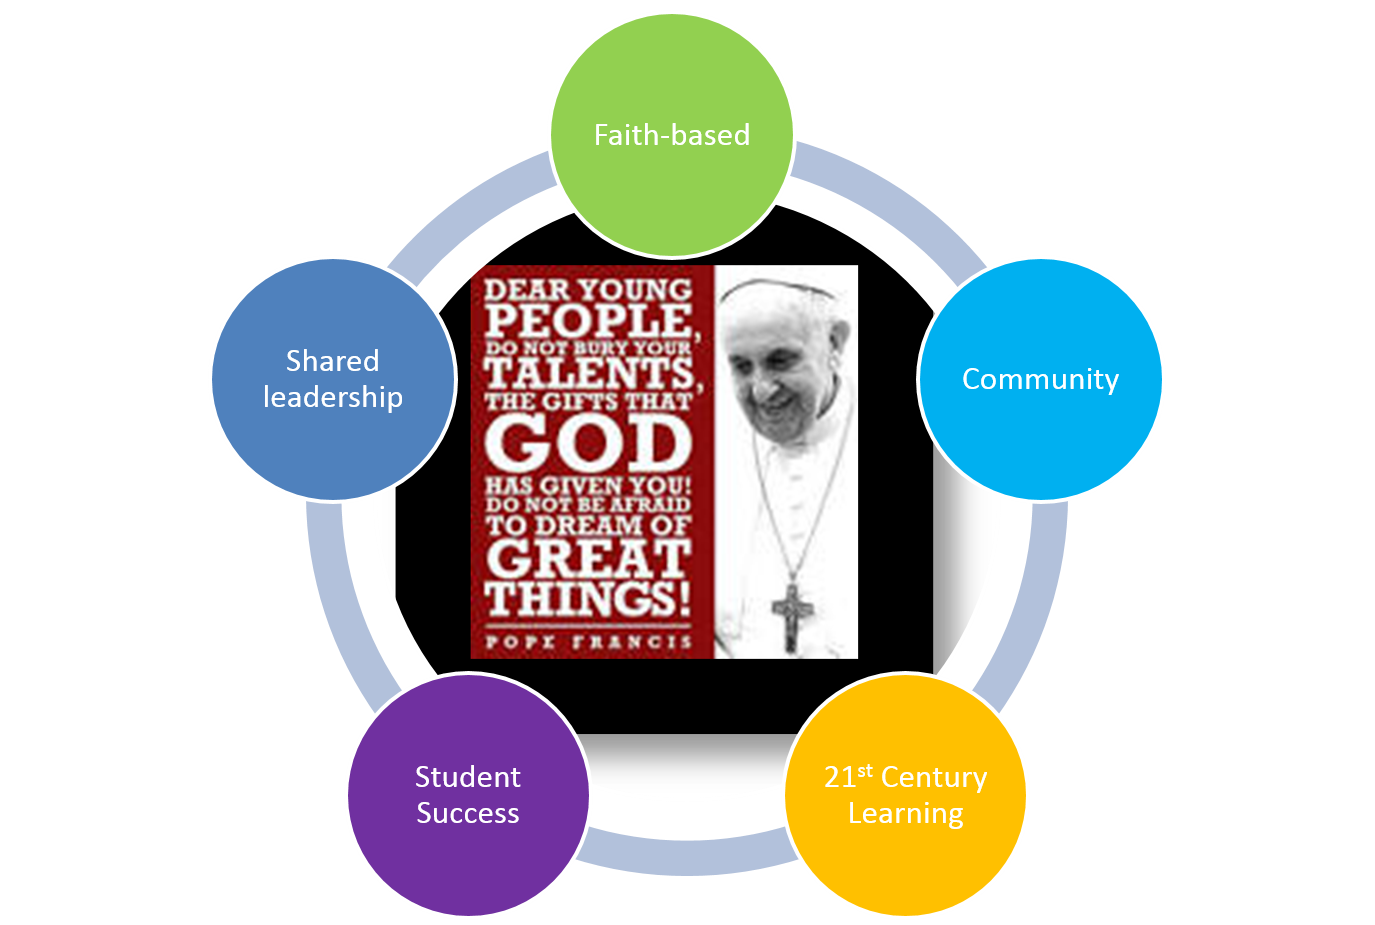 Faith-based
Shared
leadership
Community
DEAR YOUNG
PEOPLE,
DO NOT BURY YOUR
TALENTS,
THE GIFTS THAT
GOD
HAS GIVEN YOU!
DO NOT BE AFRAID
TO DREAM OF
GREAT
THINGS!
POPE FRANCIS
Student
Success
21st Century
Learning